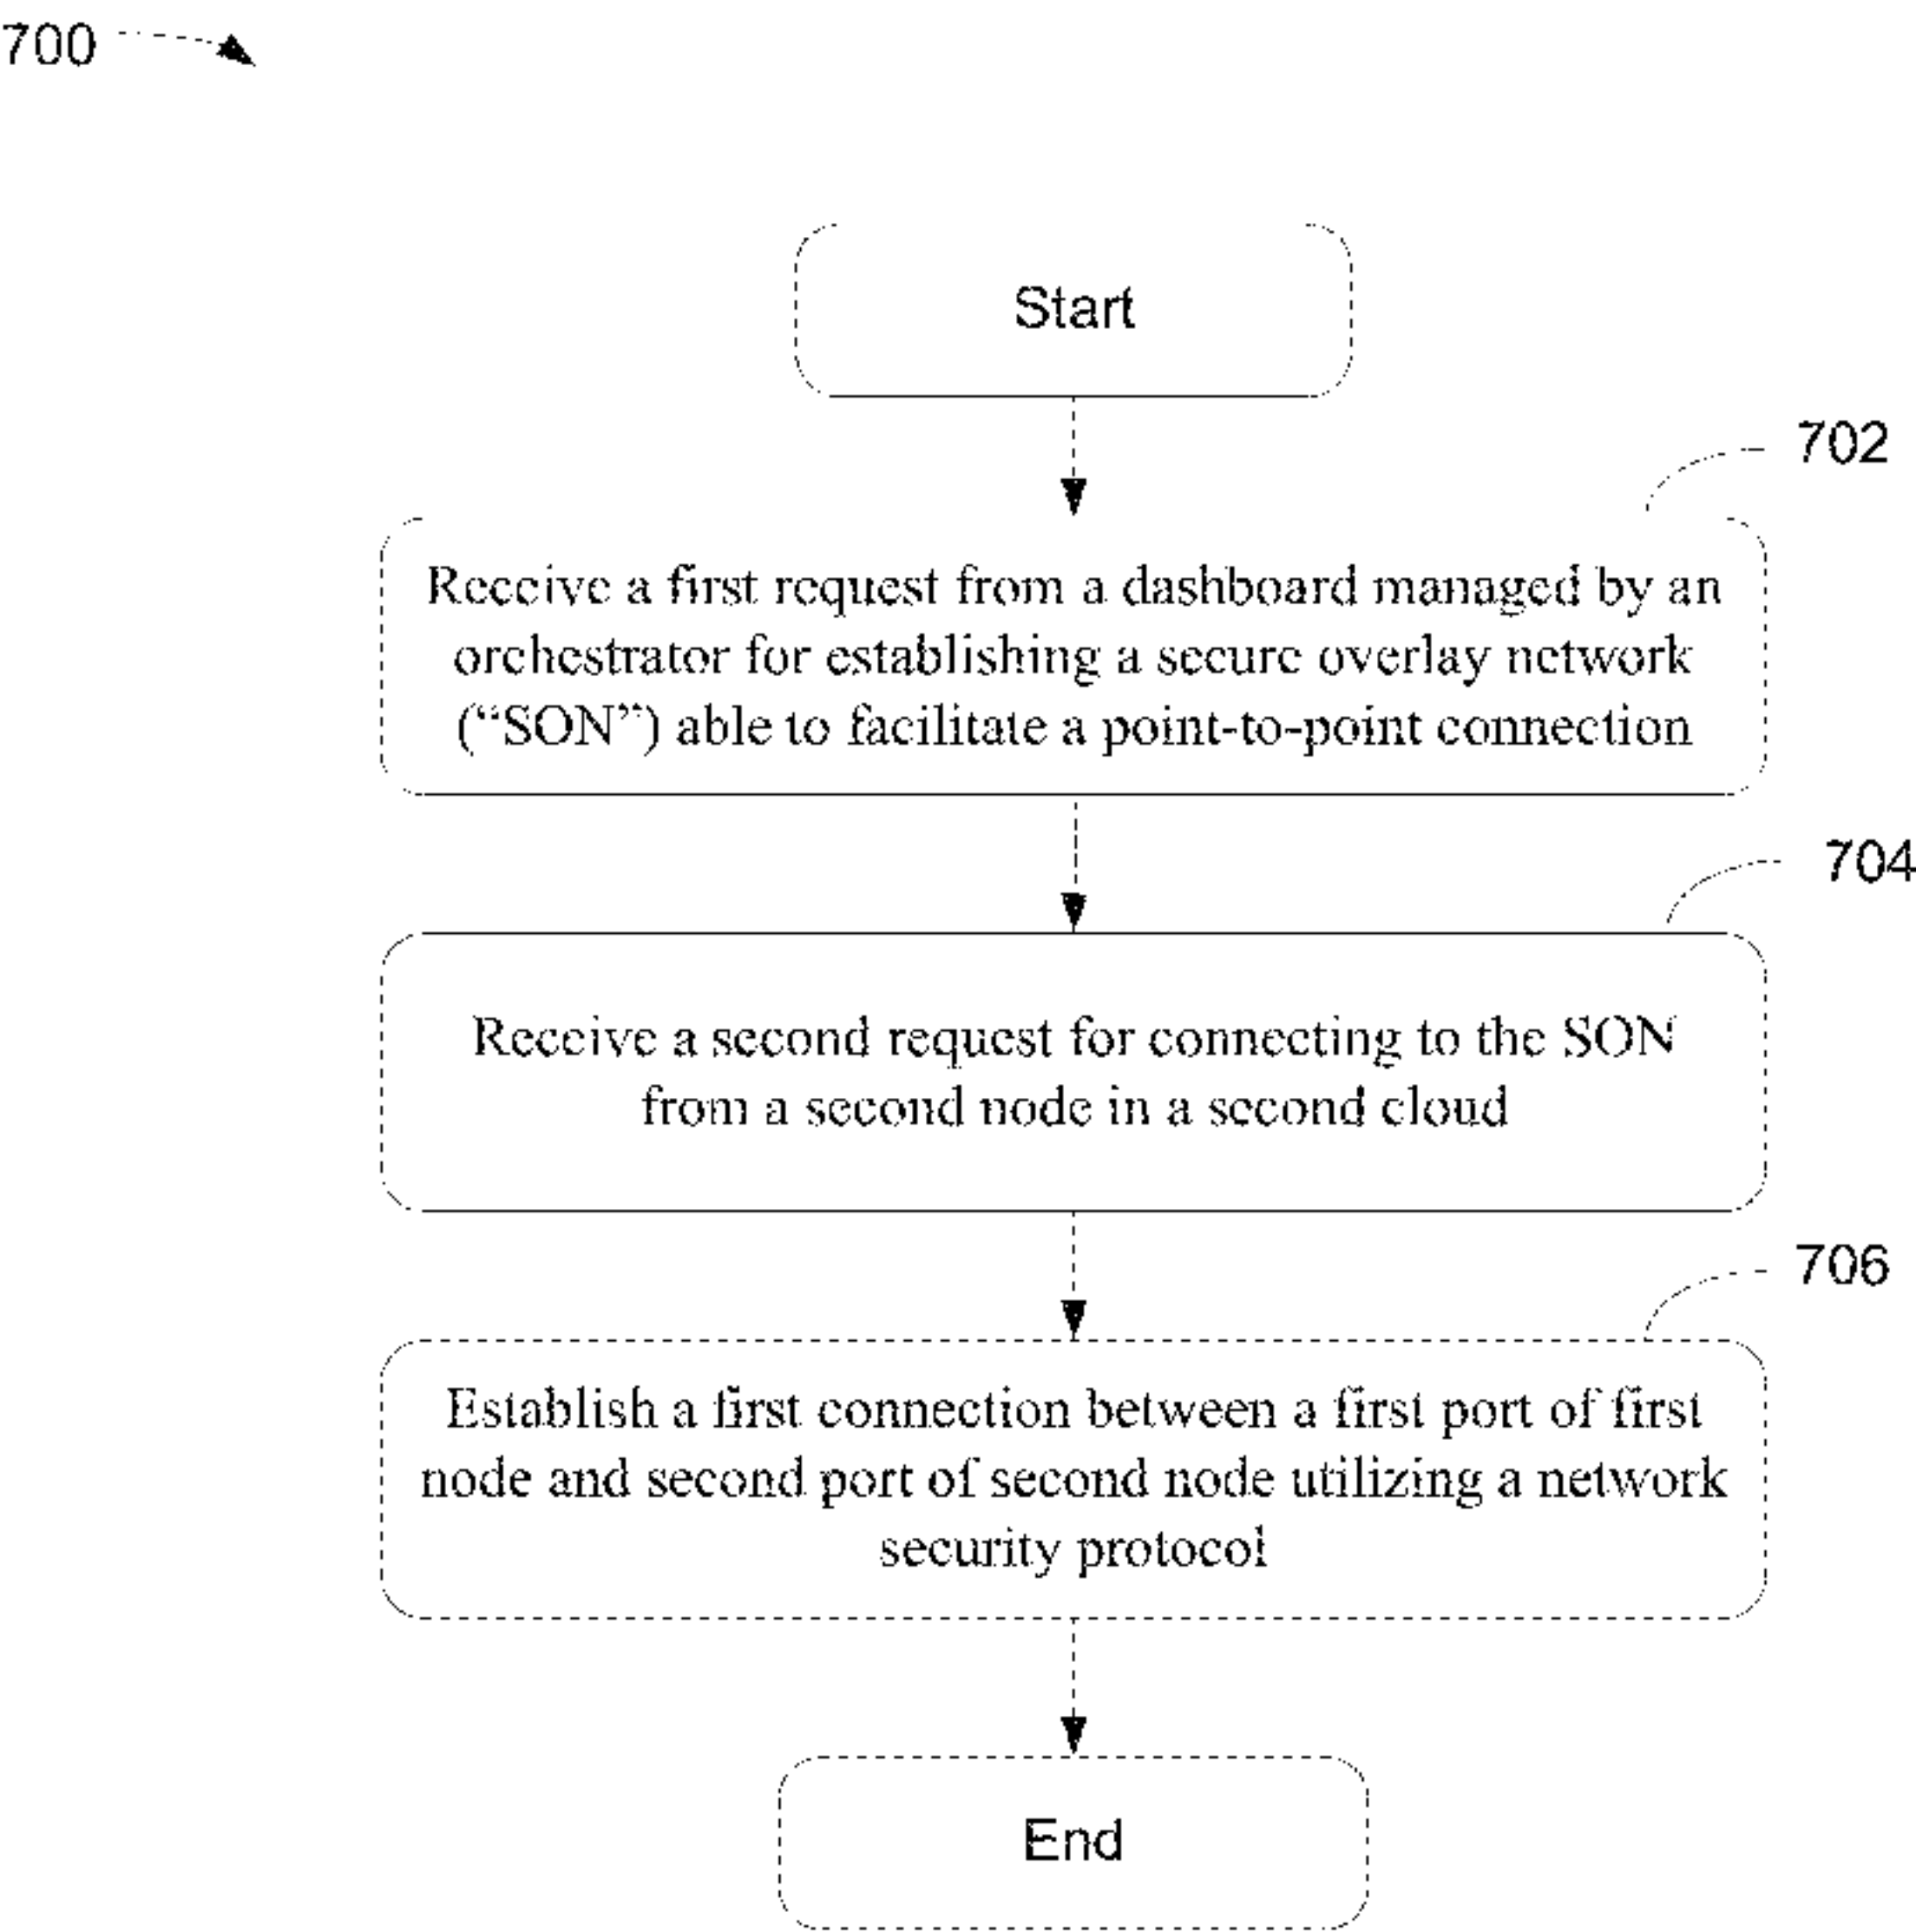 700
Start
702
Receive a first request from a dashboard managed by an
orchestrator for establishing a secure overlay network
(“SON”) able to facilitate a point-to-point connection
704
Receive a second request for connecting to the SON
from a second node in a second cloud
706
Establish a first connection between a first port of first
node and second port of second node utilizing a network
security protocol
End